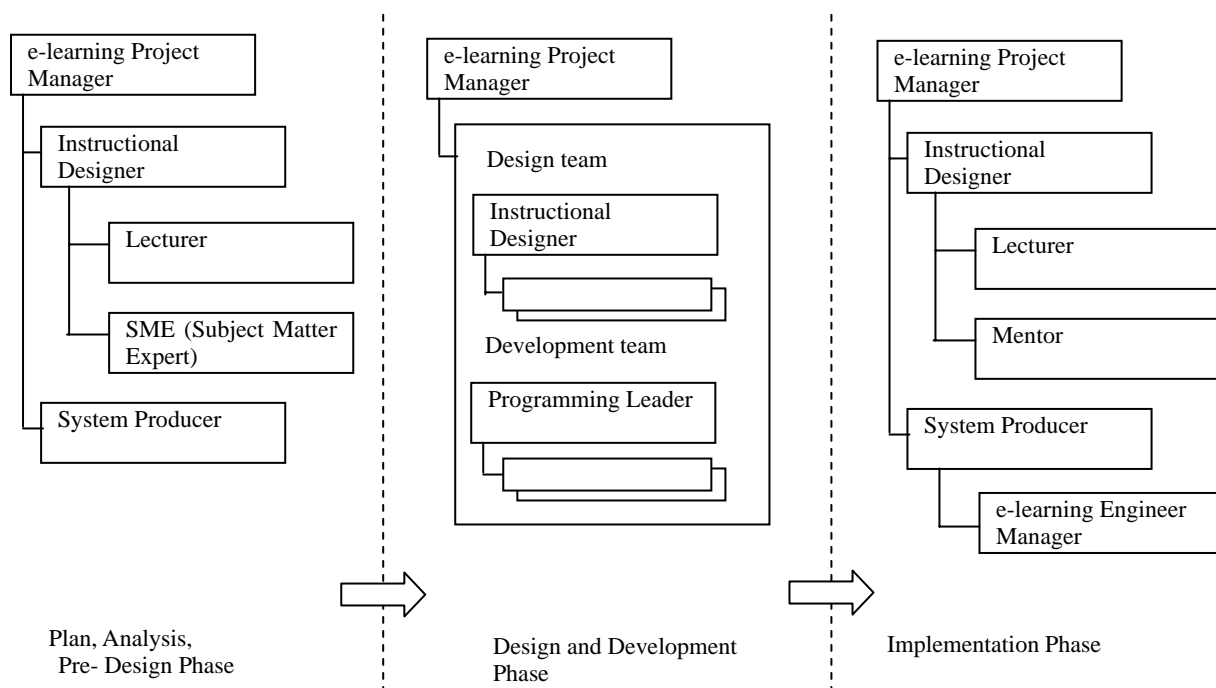 e-learning Project
Manager
Instructional
Designer
Lecturer
SME (Subject Matter
Expert)
System Producer
Plan, Analysis,
Pre- Design Phase
e-learning Project
Manager
Design team
Instructional
Designer
Development team
Programming Leader
Design and Development
Phase
e-learning Project
Manager
Instructional
Designer
Lecturer
Mentor
System Producer
e-learning Engineer
Manager
Implementation Phase